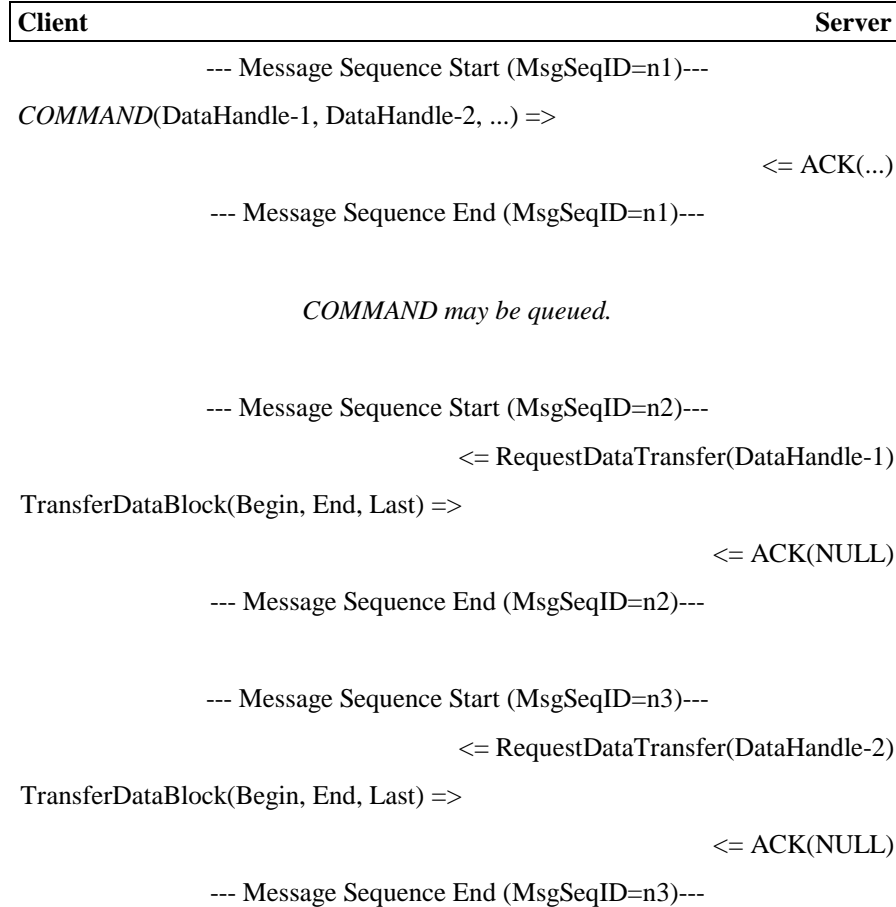 Client Server
--- Message Sequence Start (MsgSeqID=n1)---
COMMAND(DataHandle-1, DataHandle-2, ...) =>
<= ACK(...)
--- Message Sequence End (MsgSeqID=n1)---
COMMAND may be queued.
--- Message Sequence Start (MsgSeqID=n2)---
<= RequestDataTransfer(DataHandle-1)
TransferDataBlock(Begin, End, Last) =>
<= ACK(NULL)
--- Message Sequence End (MsgSeqID=n2)---
--- Message Sequence Start (MsgSeqID=n3)---
<= RequestDataTransfer(DataHandle-2)
TransferDataBlock(Begin, End, Last) =>
<= ACK(NULL)
--- Message Sequence End (MsgSeqID=n3)---